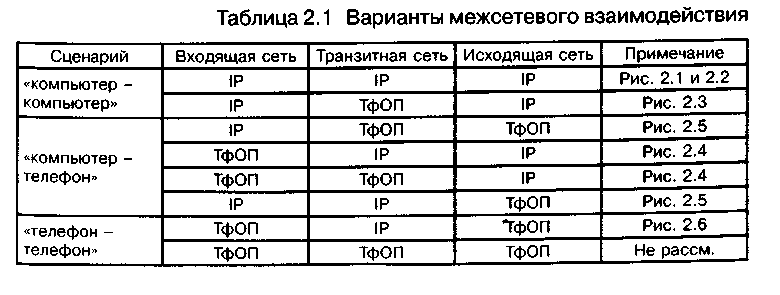 Таблица 2.1 Варианты межсетевого взаимодействия
Сценарий Входящая сеть Транзитная сеть Исходящая сеть Примечание
«компьютер – компьютер» IP IP IP Рис. 2.1 и 2.2
IP ТфОП IP Рис. 2.3
«компьютер – телефон» IP ТфОП ТфОП Рис. 2.5
ТфОП IP IP Рис. 2.4
ТфОП ТфОП IP Рис. 2.4
IP IP ТфОП Рис. 2.5
«телефон – телефон» ТфОП IP ТфОП Рис. 2.6
ТфОП ТфОП ТфОП Не рассм.